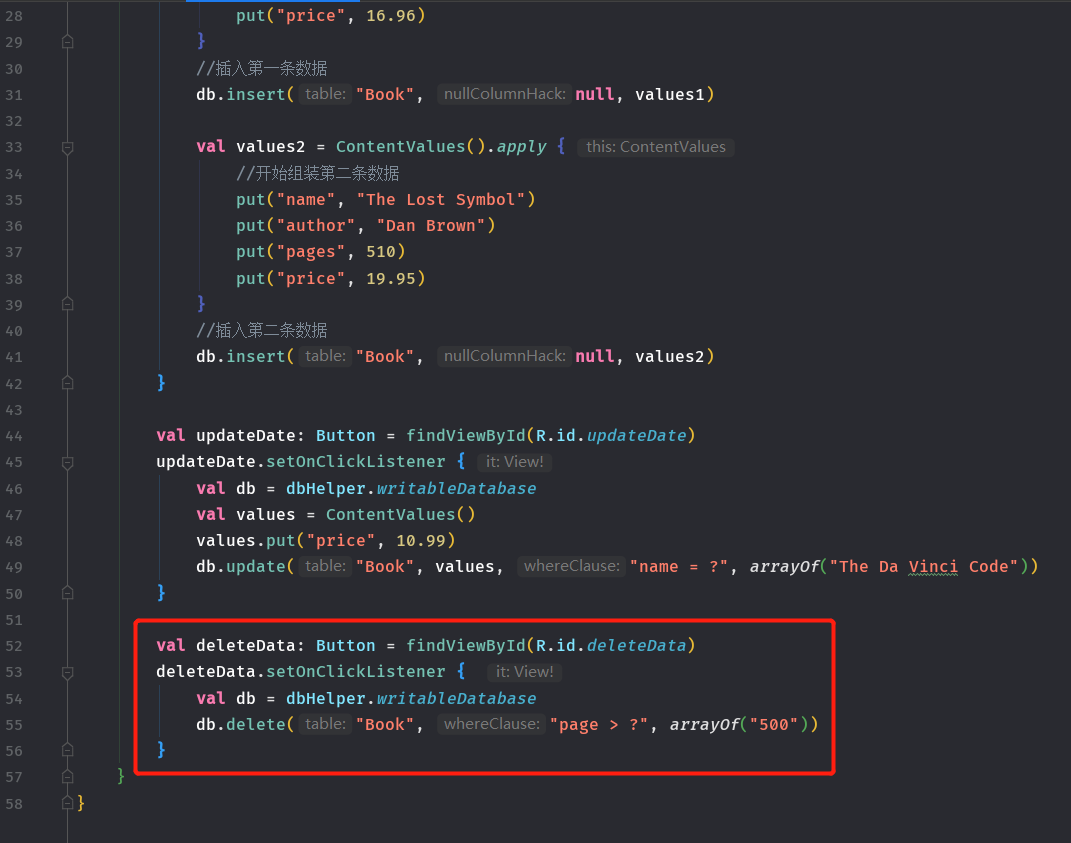 28 put("price", 16.96)
29 }
30 //插入第一条数据
31 db.insert( table: "Book", nullColumnHack: null, values1)
32
33 val values2 = ContentValues().apply { this: ContentValues
34 //开始组装第二条数据
35 put("name", "The Lost Symbol")
36 put("author", "Dan Brown")
37 put("pages", 510)
38 put("price", 19.95)
39 }
40 //插入第二条数据
41 db.insert( table: "Book", nullColumnHack: null, values2)
42 }
43
44 val updateDate: Button = findViewById(R.id.updateDate)
45 updateDate.setOnClickListener { it: View!
46 val db = dbHelper.writableDatabase
47 val values = ContentValues()
48 values.put("price", 10.99)
49 db.update( table: "Book", values, whereClause: "name = ?", arrayOf("The Da Vinci Code"))
50 }
51
52 val deleteData: Button = findViewById(R.id.deleteData)
53 deleteData.setOnClickListener { it: View!
54 val db = dbHelper.writableDatabase
55 db.delete( table: "Book", whereClause: "page > ?", arrayOf("500"))
56 }
57 }
58 }